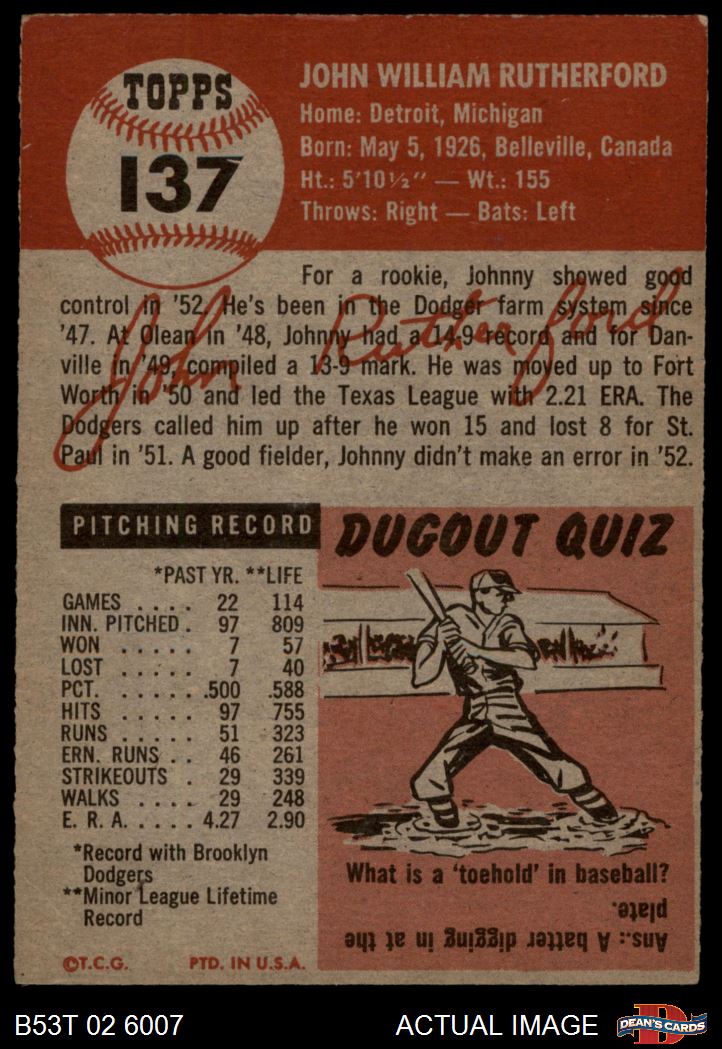 TOPPS
137
JOHN WILLIAM RUTHERFORD
Home: Detroit, Michigan
Born: May 5, 1926, Belleville, Canada
Ht.: 5'10½" — Wt.: 155
Throws: Right — Bats: Left
For a rookie, Johnny showed good
control in '52. He's been in the Dodger farm system since
'47. At Olean in '48, Johnny had a 14-9 record and for Dan-
ville in '49, compiled a 13-9 mark. He was moved up to Fort
Worth in '50 and led the Texas League with 2.21 ERA. The
Dodgers called him up after he won 15 and lost 8 for St.
Paul in '51. A good fielder, Johnny didn't make an error in '52.
John Rutherford
PITCHING RECORD
*PAST YR. **LIFE
GAMES . . . . 22 114
INN. PITCHED . 97 809
WON . . . . . 7 57
LOST . . . . . 7 40
PCT. . . . . . .500 .588
HITS . . . . . 97 755
RUNS . . . . . 51 323
ERN. RUNS . . 46 261
STRIKEOUTS . 29 339
WALKS . . . . 29 248
E. R. A. . . . . . 4.27 2.90
*Record with Brooklyn
Dodgers
**Minor League Lifetime
Record
©T.C.G. PTD. IN U.S.A.
DUGOUT QUIZ
What is a 'toehold' in baseball?
Ans.: A batter digging in at the
plate.
B53T 02 6007
ACTUAL IMAGE
D
DEAN'S CARDS